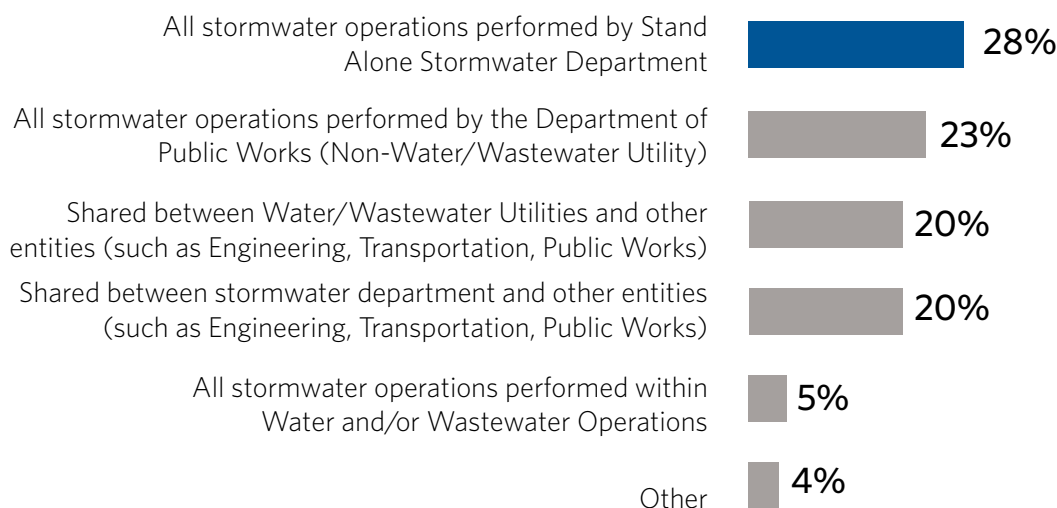 All stormwater operations performed by Stand
Alone Stormwater Department
28%
All stormwater operations performed by the Department of
Public Works (Non-Water/Wastewater Utility)
23%
Shared between Water/Wastewater Utilities and other
entities (such as Engineering, Transportation, Public Works)
20%
Shared between stormwater department and other entities
(such as Engineering, Transportation, Public Works)
20%
All stormwater operations performed within
Water and/or Wastewater Operations
5%
Other
4%